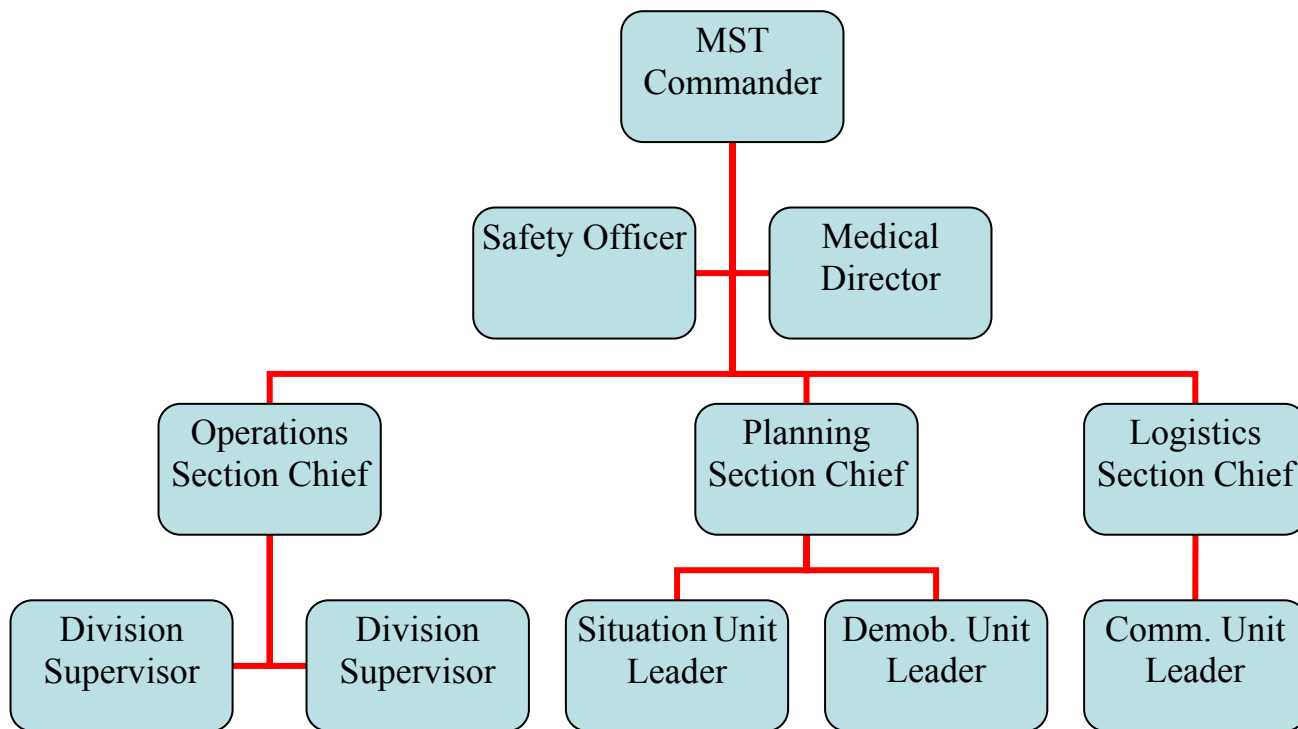 MST
Commander
Safety Officer
Medical
Director
Operations
Section Chief
Planning
Section Chief
Logistics
Section Chief
Division
Supervisor
Division
Supervisor
Situation Unit
Leader
Demob. Unit
Leader
Comm. Unit
Leader